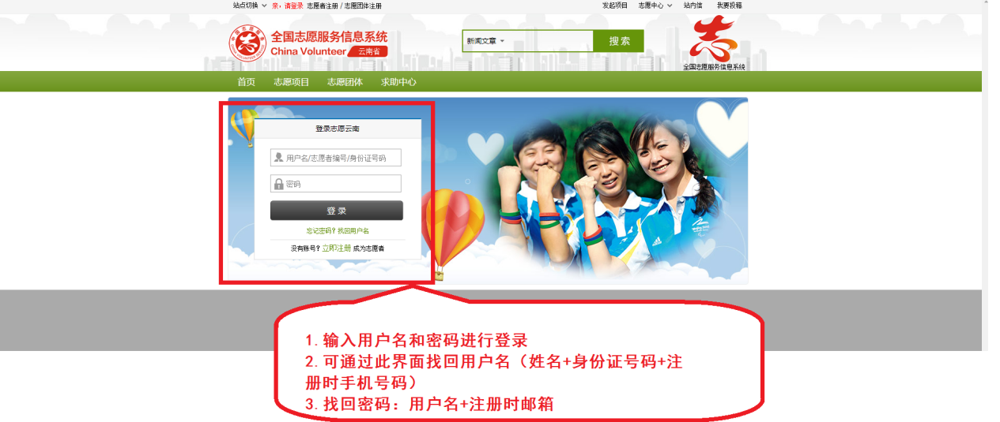 站点切换 亲，请登录 志愿者注册 / 志愿团体注册 发起项目 志愿中心 站内信 我要投稿
全国志愿服务信息系统
China Volunteer 云南省
新闻文章 搜索
全国志愿服务信息系统
首页 志愿项目 志愿团体 求助中心
登录志愿云南
用户名/志愿者编号/身份证号码
密码
登录
忘记密码? 找回用户名
没有账号? 立即注册 成为志愿者
1.输入用户名和密码进行登录
2.可通过此界面找回用户名（姓名+身份证号码+注
册时手机号码）
3.找回密码：用户名+注册时邮箱